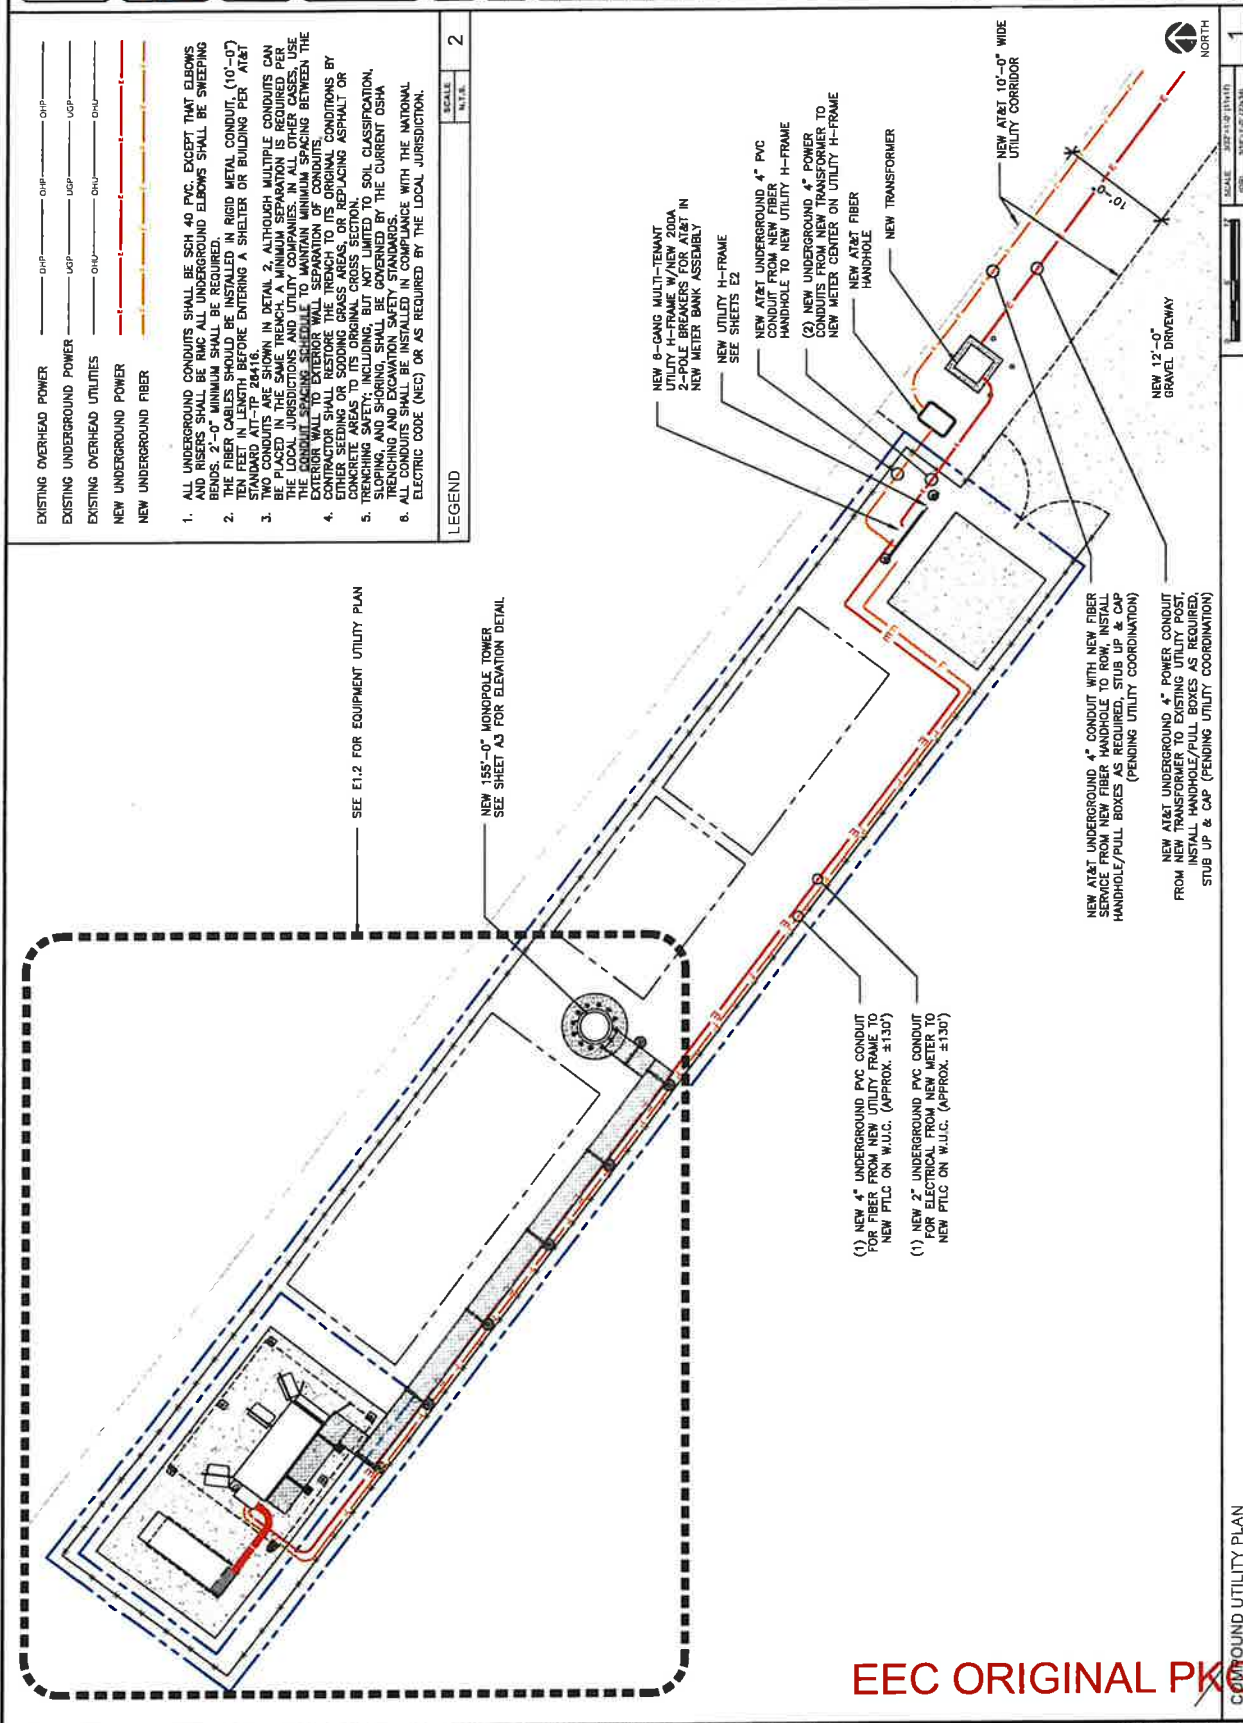 EXISTING OVERHEAD POWER
OHP
OHP
OHP
EXISTING UNDERGROUND POWER
UGP
UGP
UGP
EXISTING OVERHEAD UTILITIES
OHU
OHU
OHU
NEW UNDERGROUND POWER
E
E
E
NEW UNDERGROUND FIBER
F
F
F
1. ALL UNDERGROUND CONDUITS SHALL BE SCH 40 PVC. EXCEPT THAT ELBOWS
AND RISERS SHALL BE RMC ALL UNDERGROUND ELBOWS SHALL BE SWEEPING
BENDS. 2'-0" MINIMUM SHALL BE REQUIRED.
2. THE FIBER CABLES SHOULD BE INSTALLED IN RIGID METAL CONDUIT, (10'-0")
TEN FEET IN LENGTH BEFORE ENTERING A SHELTER OR BUILDING PER AT&T
STANDARD ATT-TP 28416.
3. TWO CONDUITS ARE SHOWN IN DETAIL 2, ALTHOUGH MULTIPLE CONDUITS CAN
BE PLACED IN THE SAME TRENCH. A MINIMUM SEPARATION IS REQUIRED PER
THE LOCAL JURISDICTIONS AND UTILITY COMPANIES. IN ALL OTHER CASES, USE
THE CONDUIT SPACING SCHEDULE TO MAINTAIN MINIMUM SPACING BETWEEN THE
EXTERIOR WALL TO EXTERIOR WALL SEPARATION OF CONDUITS.
4. CONTRACTOR SHALL RESTORE THE TRENCH TO ITS ORIGINAL CONDITIONS BY
EITHER SEEDING OR SODDING GRASS AREAS, OR REPLACING ASPHALT OR
CONCRETE AREAS TO ITS ORIGINAL CROSS SECTION.
5. TRENCHING SAFETY; INCLUDING, BUT NOT LIMITED TO SOIL CLASSIFICATION,
SLOPING, AND SHORING, SHALL BE GOVERNED BY THE CURRENT OSHA
TRENCHING AND EXCAVATION SAFETY STANDARDS.
6. ALL CONDUITS SHALL BE INSTALLED IN COMPLIANCE WITH THE NATIONAL
ELECTRIC CODE (NEC) OR AS REQUIRED BY THE LOCAL JURISDICTION.
LEGEND
SCALE
N.T.S.
2
SEE E1.2 FOR EQUIPMENT UTILITY PLAN
NEW 155'-0" MONOPOLE TOWER
SEE SHEET A3 FOR ELEVATION DETAIL
NEW 6-GANG MULTI-TENANT
UTILITY H-FRAME W/NEW 200A
2-POLE BREAKERS FOR AT&T IN
NEW METER BANK ASSEMBLY
NEW UTILITY H-FRAME
SEE SHEETS E2
NEW AT&T UNDERGROUND 4" PVC
CONDUIT FROM NEW FIBER
HANDHOLE TO NEW UTILITY H-FRAME
(2) NEW UNDERGROUND 4" POWER
CONDUITS FROM NEW TRANSFORMER TO
NEW METER CENTER ON UTILITY H-FRAME
NEW AT&T FIBER
HANDHOLE
NEW TRANSFORMER
NEW AT&T 10'-0" WIDE
UTILITY CORRIDOR
10'-0"
NEW 12'-0"
GRAVEL DRIVEWAY
NORTH
(1) NEW 4" UNDERGROUND PVC CONDUIT
FOR FIBER FROM NEW UTILITY FRAME TO
NEW PTLC ON W.U.C. (APPROX. ±130')
(1) NEW 2" UNDERGROUND PVC CONDUIT
FOR ELECTRICAL FROM NEW METER TO
NEW PTLC ON W.U.C. (APPROX. ±130')
NEW AT&T UNDERGROUND 4" CONDUIT WITH NEW FIBER
SERVICE FROM NEW FIBER HANDHOLE TO ROW, INSTALL
HANDHOLE/PULL BOXES AS REQUIRED, STUB UP & CAP
(PENDING UTILITY COORDINATION)
NEW AT&T UNDERGROUND 4" POWER CONDUIT
FROM NEW TRANSFORMER TO EXISTING UTILITY POST,
INSTALL HANDHOLE/PULL BOXES AS REQUIRED,
STUB UP & CAP (PENDING UTILITY COORDINATION)
COMPOUND UTILITY PLAN
SCALE
1
EEC ORIGINAL PKG